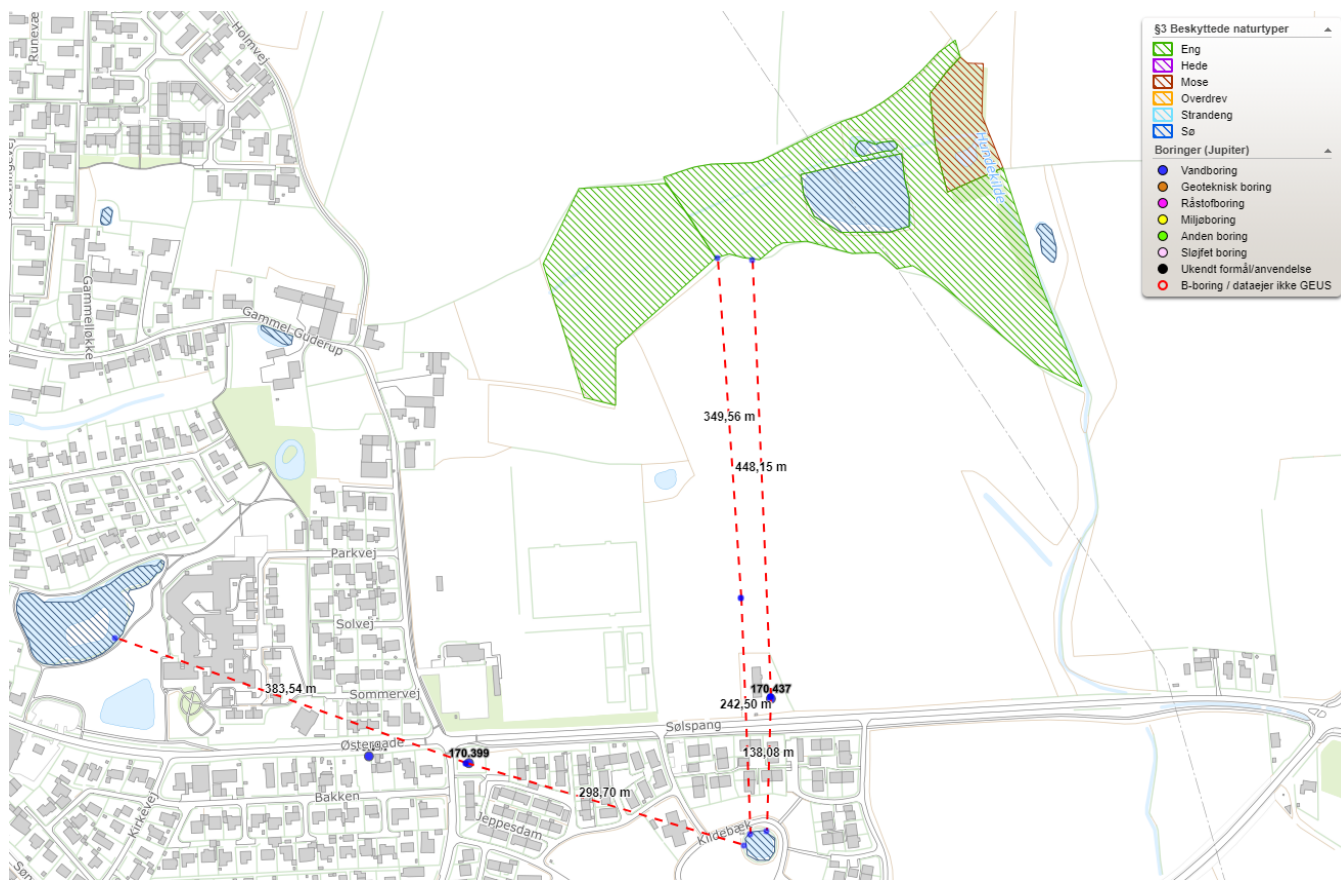 §3 Beskyttede naturtyper
Eng
Hede
Mose
Overdrev
Strandeng
Sø
Boringer (Jupiter)
Vandboring
Geoteknisk boring
Råstofboring
Miljøboring
Anden boring
Sløjfet boring
Ukendt formål/anvendelse
B-boring / dataejer ikke GEUS
Holmvej
Hundekilde
Gammelløkke
Gammel Guderup
349,56 m
448,15 m
Parkvej
Solvej
383,54 m
Sommervej
170.437
242,50 m
Sølspang
Østergade
170.399
138,08 m
298,70 m
Bakken
Kirkevej
Jeppesdam
Kildebæk